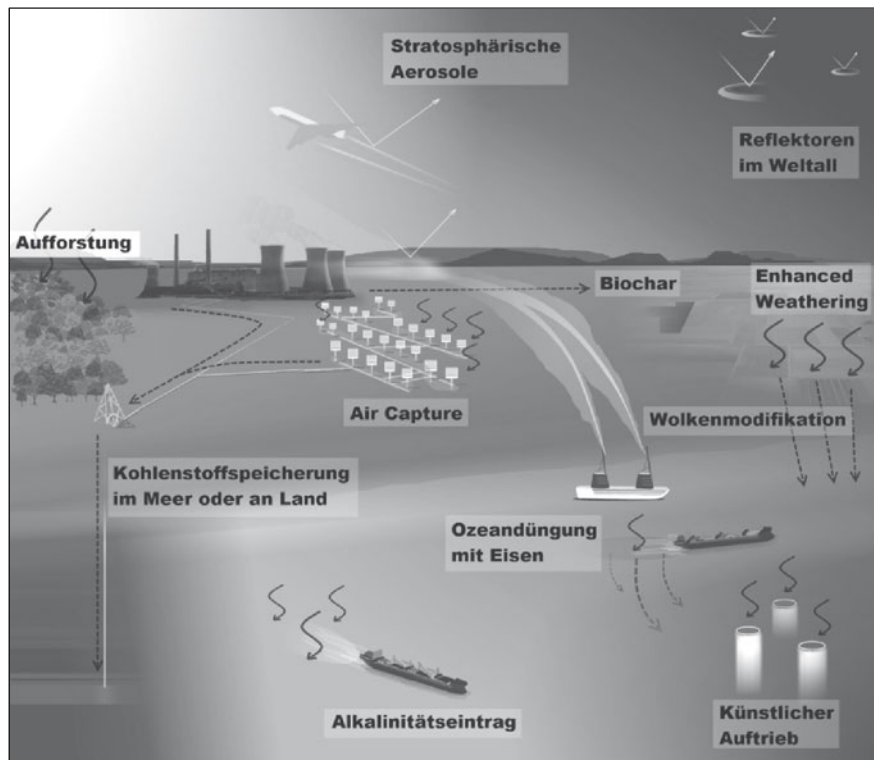 Stratosphärische
Aerosole
Reflektoren
im Weltall
Aufforstung
Biochar
Enhanced
Weathering
Air Capture
Wolkenmodifikation
Kohlenstoffspeicherung
im Meer oder an Land
Ozeandüngung
mit Eisen
Alkalinitätseintrag
Künstlicher
Auftrieb